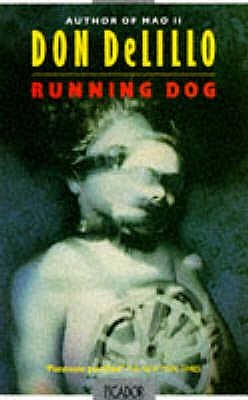 AUTHOR OF MAO II
DON DeLILLO
RUNNING DOG
PICADOR